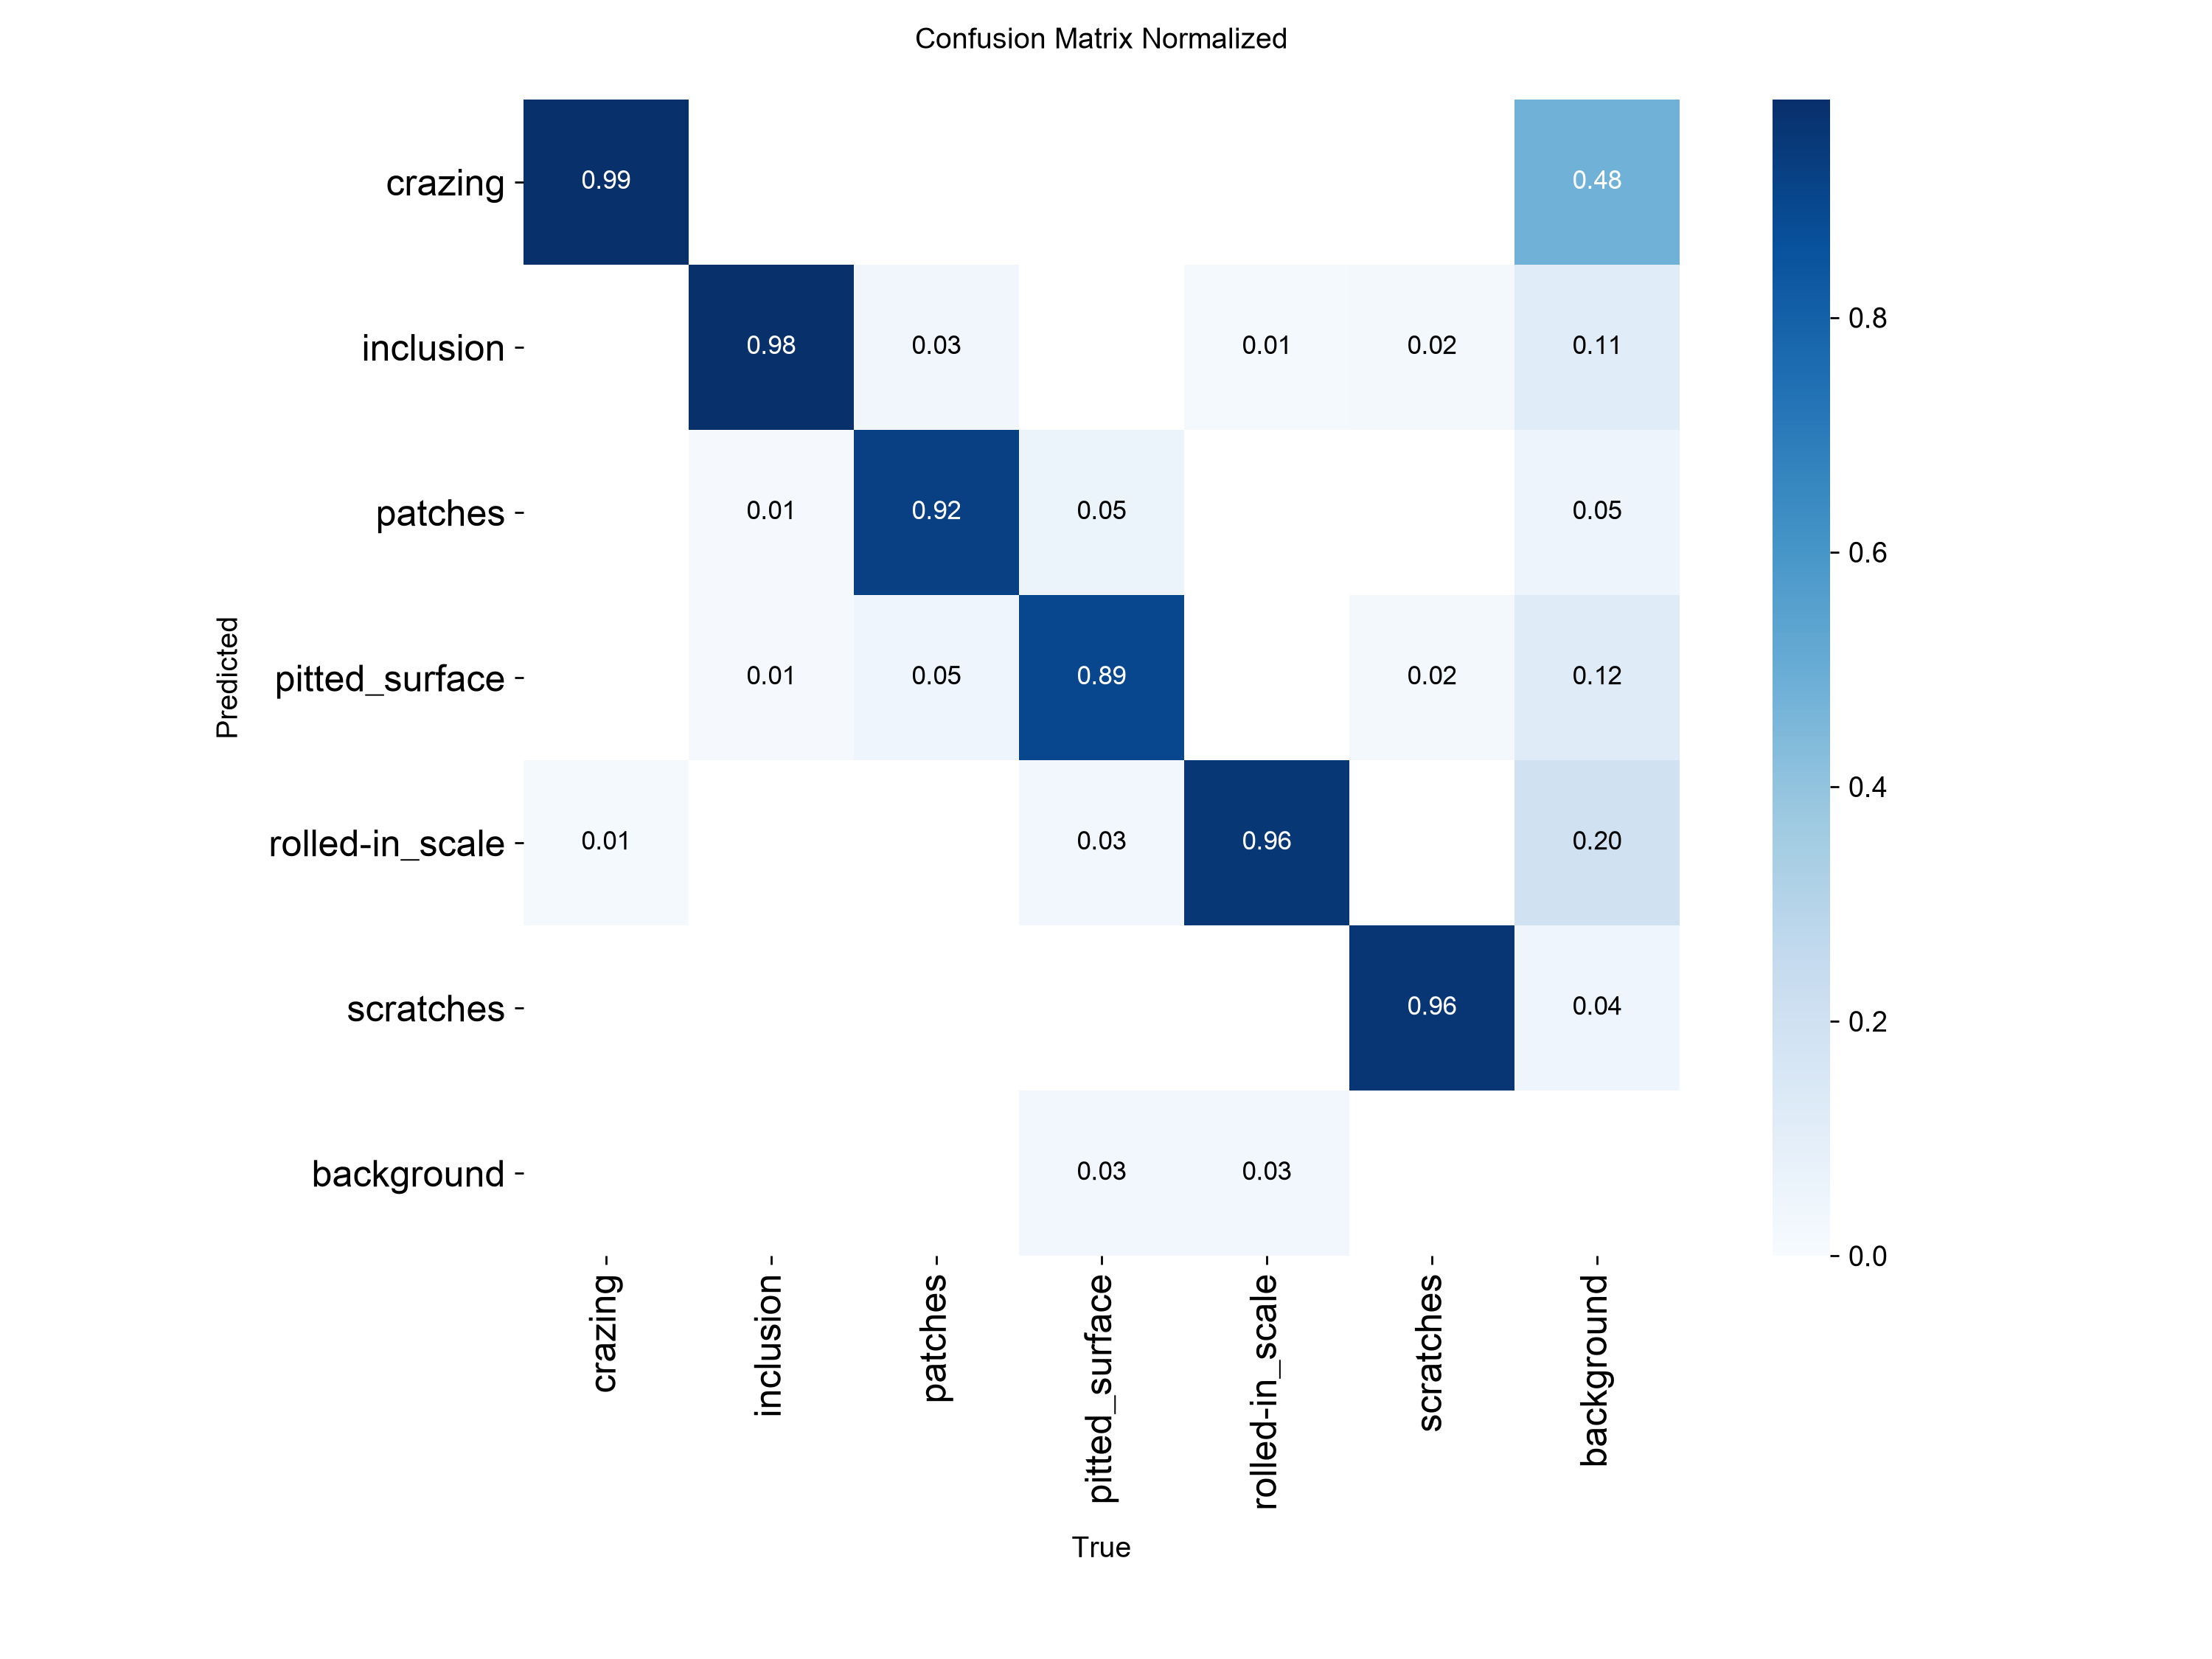 Confusion Matrix Normalized
crazing
0.99
0.48
inclusion
0.98
0.03
0.01
0.02
0.11
patches
0.01
0.92
0.05
0.05
pitted_surface
0.01
0.05
0.89
0.02
0.12
rolled-in_scale
0.01
0.03
0.96
0.20
scratches
0.96
0.04
background
0.03
0.03
Predicted
crazing
inclusion
patches
pitted_surface
rolled-in_scale
scratches
background
True
0.8
0.6
0.4
0.2
0.0